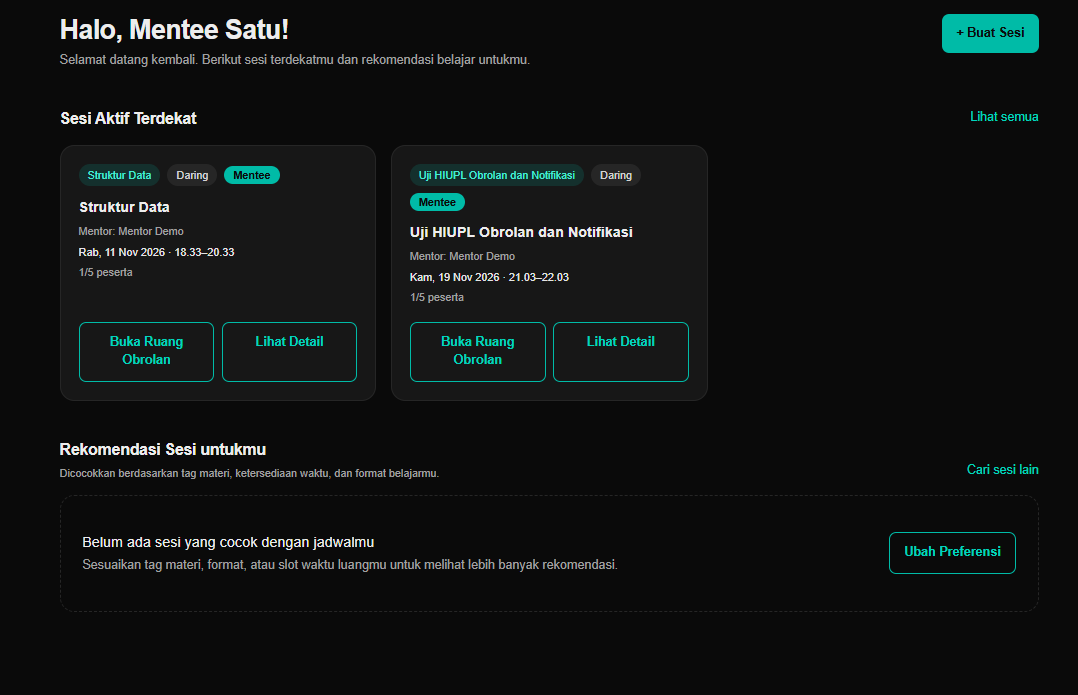 Halo, Mentee Satu!
+ Buat Sesi
Selamat datang kembali. Berikut sesi terdekatmu dan rekomendasi belajar untukmu.
Sesi Aktif Terdekat
Lihat semua
Struktur Data Daring Mentee
Struktur Data
Mentor: Mentor Demo
Rab, 11 Nov 2026 · 18.33–20.33
1/5 peserta
Buka Ruang
Obrolan
Lihat Detail
Uji HIUPL Obrolan dan Notifikasi Daring
Mentee
Uji HIUPL Obrolan dan Notifikasi
Mentor: Mentor Demo
Kam, 19 Nov 2026 · 21.03–22.03
1/5 peserta
Buka Ruang
Obrolan
Lihat Detail
Rekomendasi Sesi untukmu
Dicocokkan berdasarkan tag materi, ketersediaan waktu, dan format belajarmu.
Cari sesi lain
Belum ada sesi yang cocok dengan jadwalmu
Sesuaikan tag materi, format, atau slot waktu luangmu untuk melihat lebih banyak rekomendasi.
Ubah Preferensi